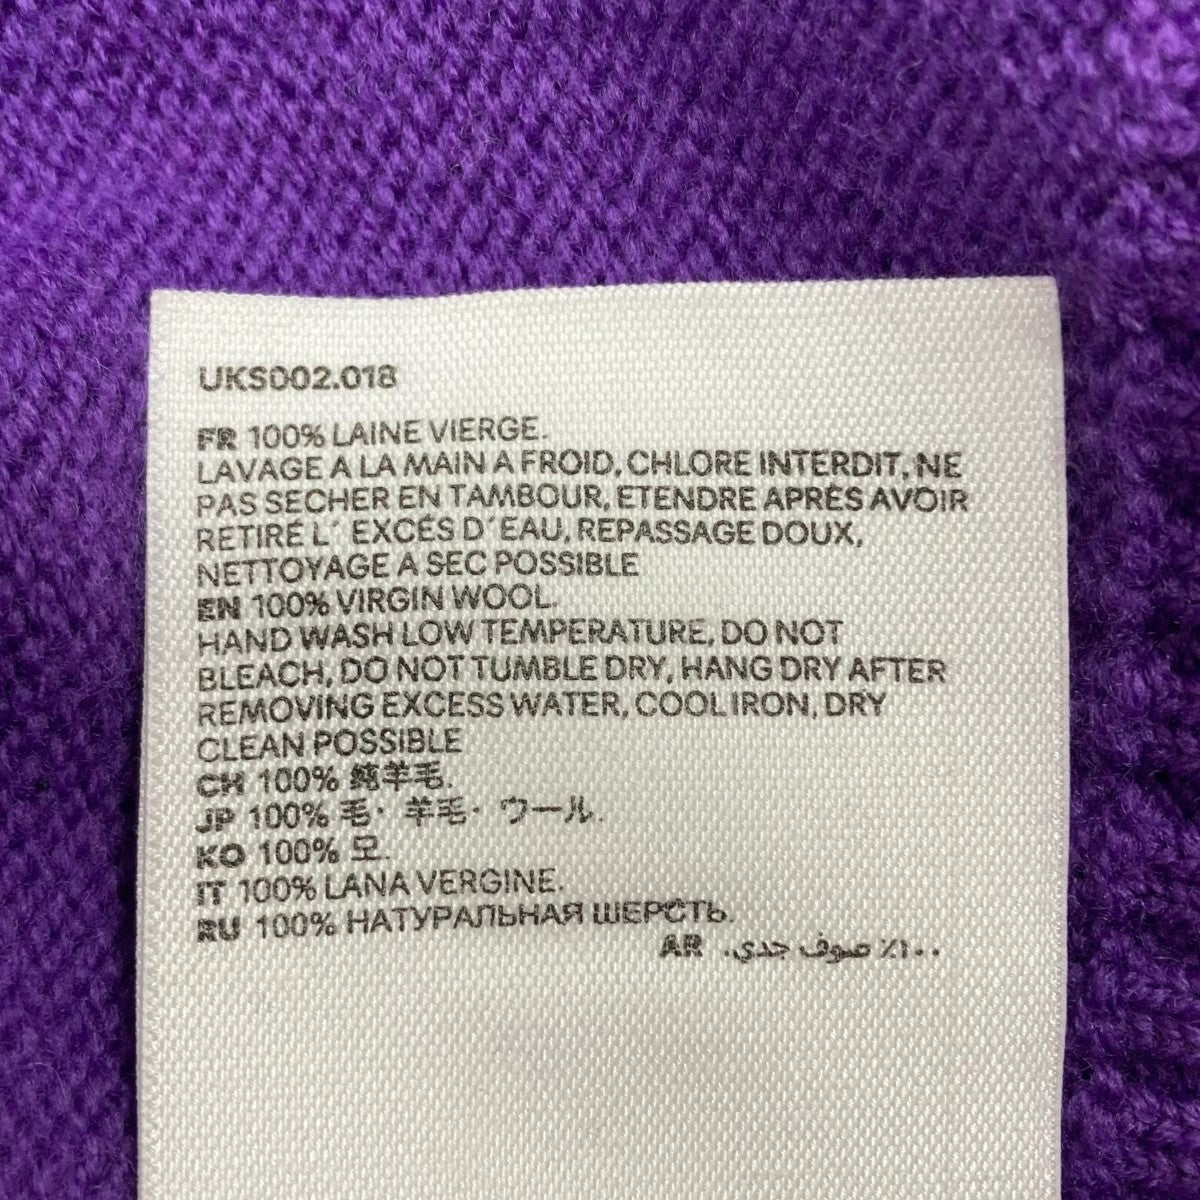 UKS002.018
FR 100% LAINE VIERGE.
LAVAGE A LA MAIN A FROID, CHLORE INTERDIT, NE
PAS SECHER EN TAMBOUR, ETENDRE APRÈS AVOIR
RETIRÉ L´ EXCÉS D´EAU, REPASSAGE DOUX,
NETTOYAGE A SEC POSSIBLE
EN 100% VIRGIN WOOL.
HAND WASH LOW TEMPERATURE, DO NOT
BLEACH, DO NOT TUMBLE DRY, HANG DRY AFTER
REMOVING EXCESS WATER, COOL IRON, DRY
CLEAN POSSIBLE
CH 100% 纯羊毛.
JP 100% 毛・羊毛・ウール.
KO 100% 모.
IT 100% LANA VERGINE.
RU 100% НАТУРАЛЬНАЯ ШЕРСТЬ.
AR ٪١٠٠ صوف جدي.